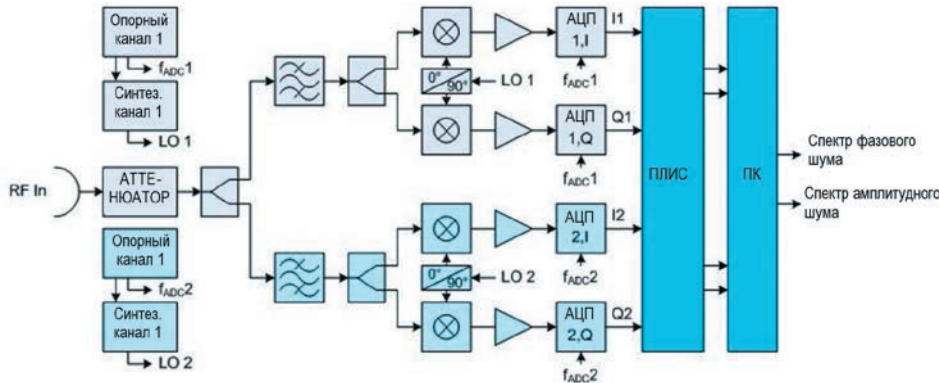 Опорный
канал 1
f_ADC1
Синтез.
канал 1
LO 1
RF In
АТТЕ-
НЮАТОР
Опорный
канал 1
f_ADC2
Синтез.
канал 1
LO 2
0°
90°
LO 1
АЦП
1,I
I1
f_ADC1
АЦП
1,Q
Q1
f_ADC1
0°
90°
LO 2
АЦП
2,I
I2
f_ADC2
АЦП
2,Q
Q2
f_ADC2
ПЛИС
ПК
Спектр фазового
шума
Спектр амплитудного
шума